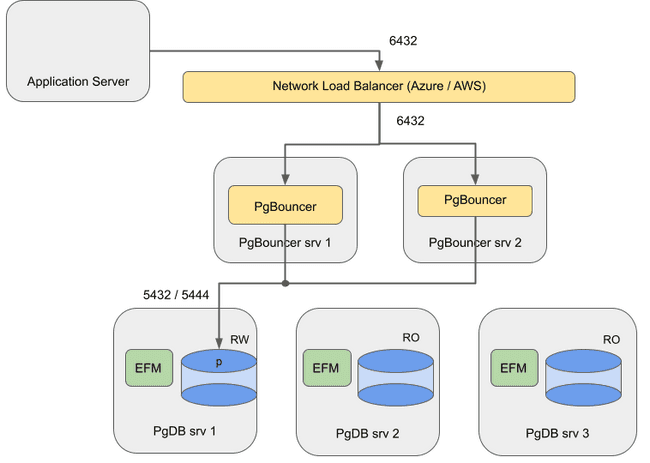 6432
Application Server
Network Load Balancer (Azure / AWS)
6432
PgBouncer
PgBouncer
PgBouncer srv 1
PgBouncer srv 2
5432 / 5444
RW
RO
RO
EFM
p
EFM
EFM
PgDB srv 1
PgDB srv 2
PgDB srv 3